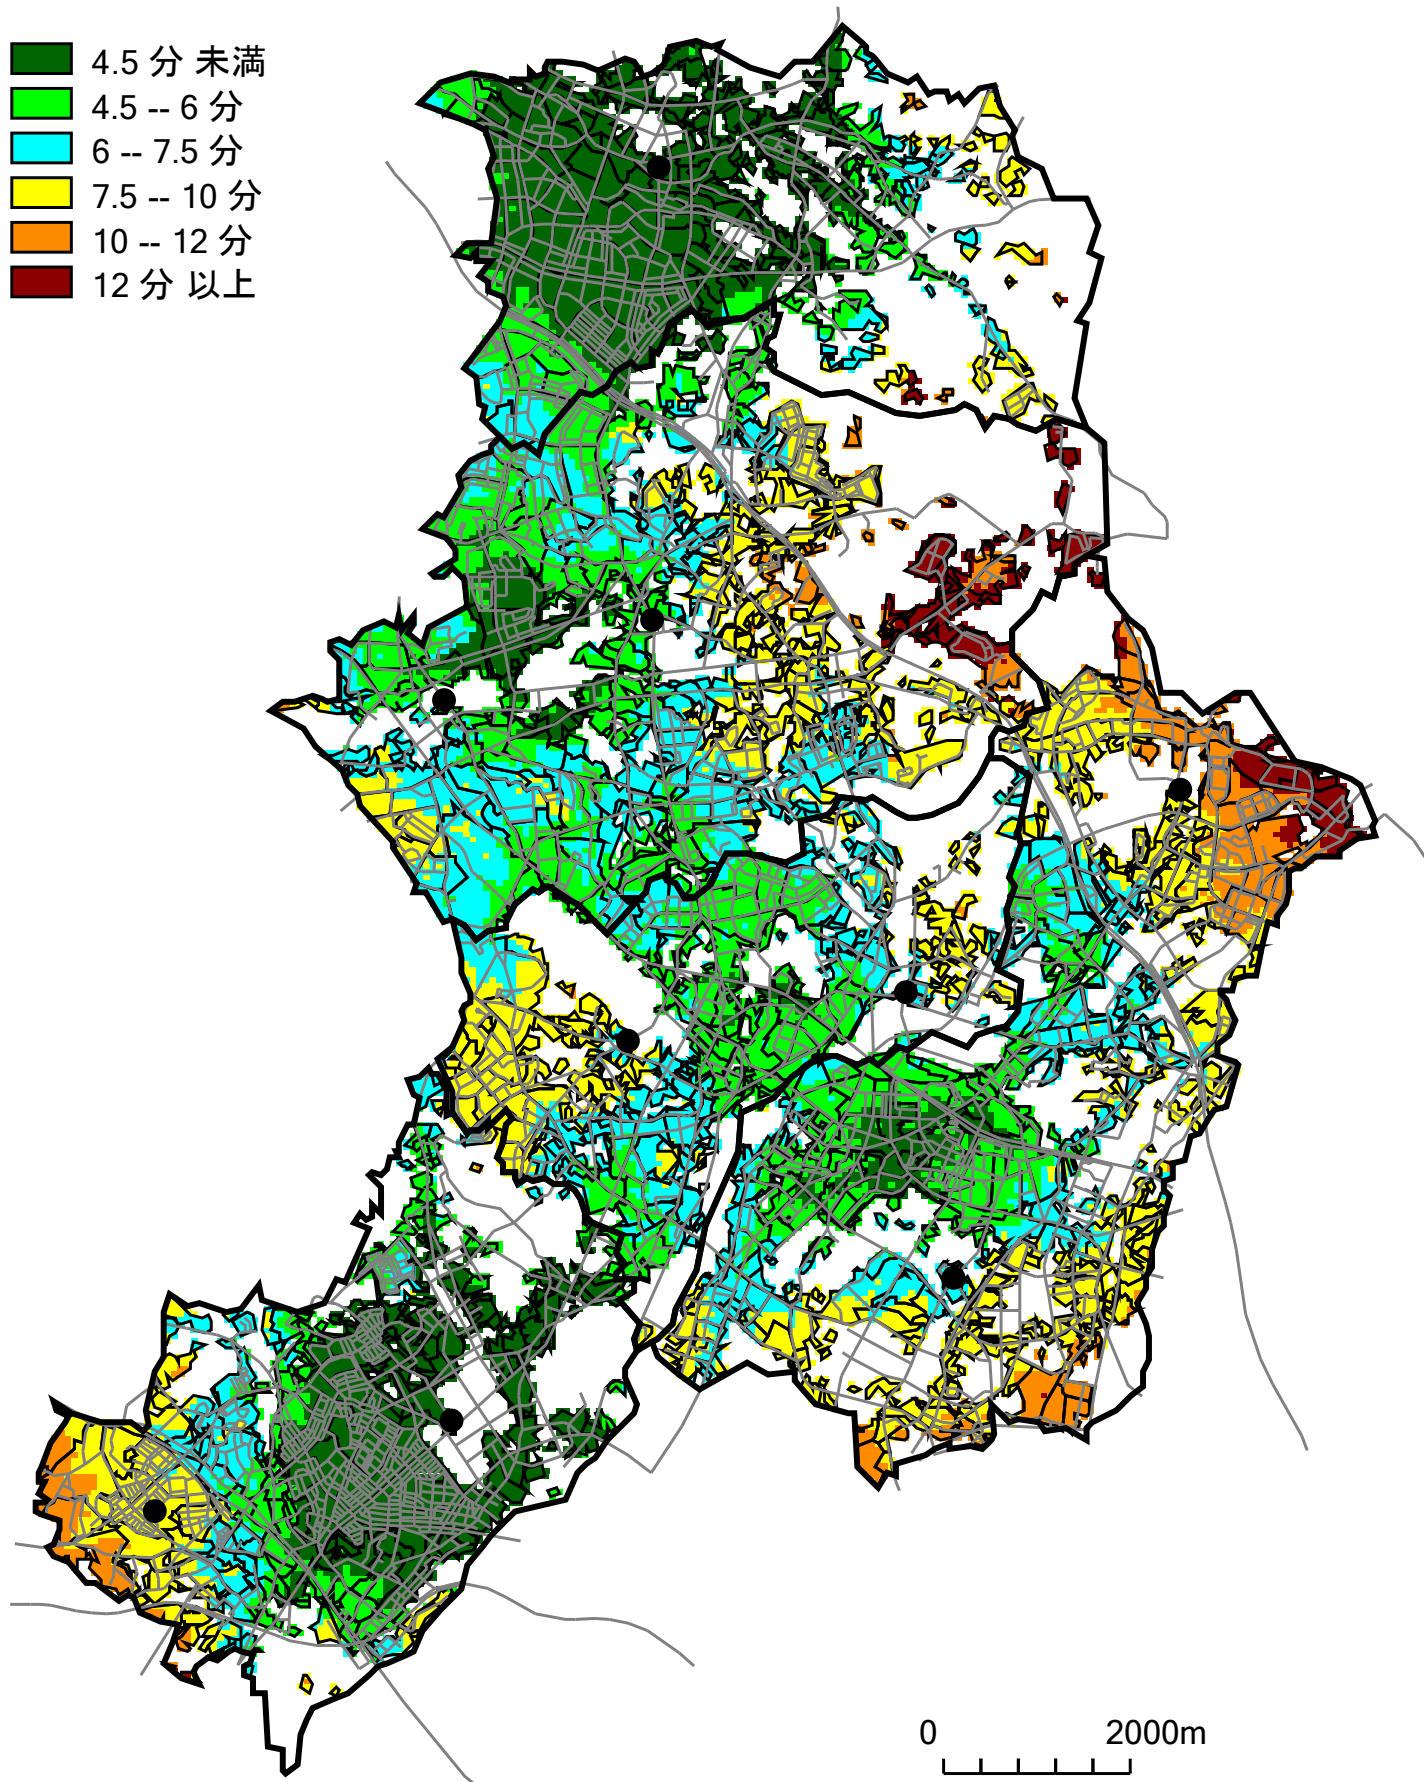 4.5 分 未満
4.5 -- 6 分
6 -- 7.5 分
7.5 -- 10 分
10 -- 12 分
12 分 以上
0 2000m